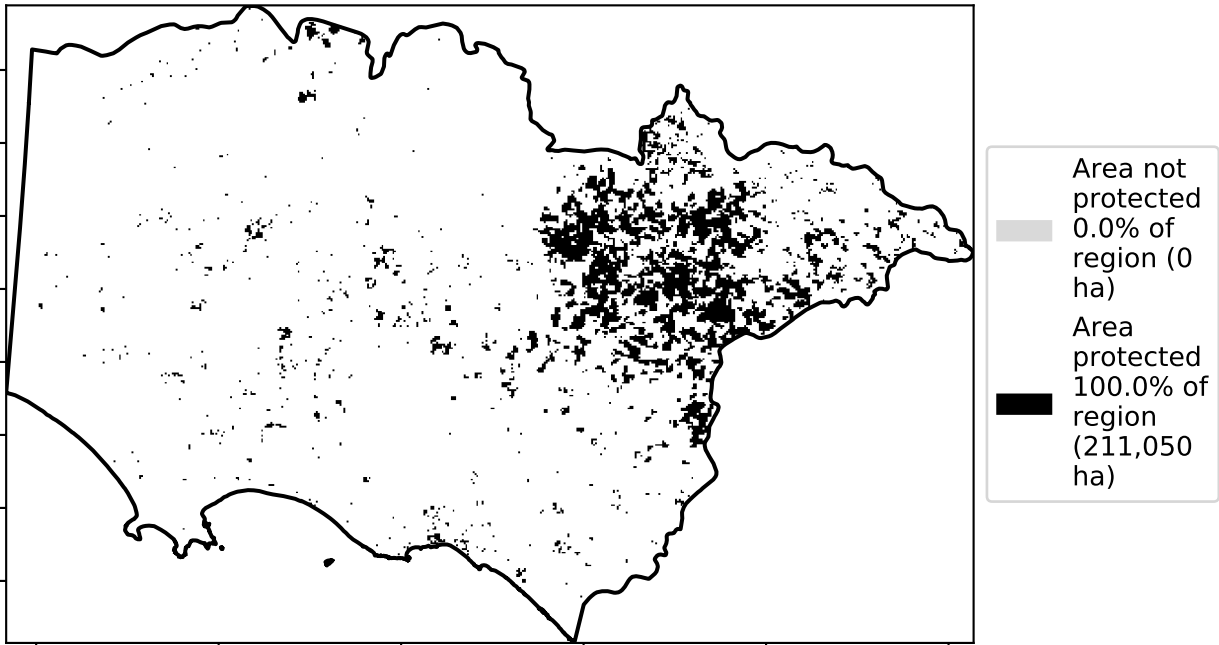 Area not
protected
0.0% of
region (0
ha)
Area
protected
100.0% of
region
(211,050
ha)